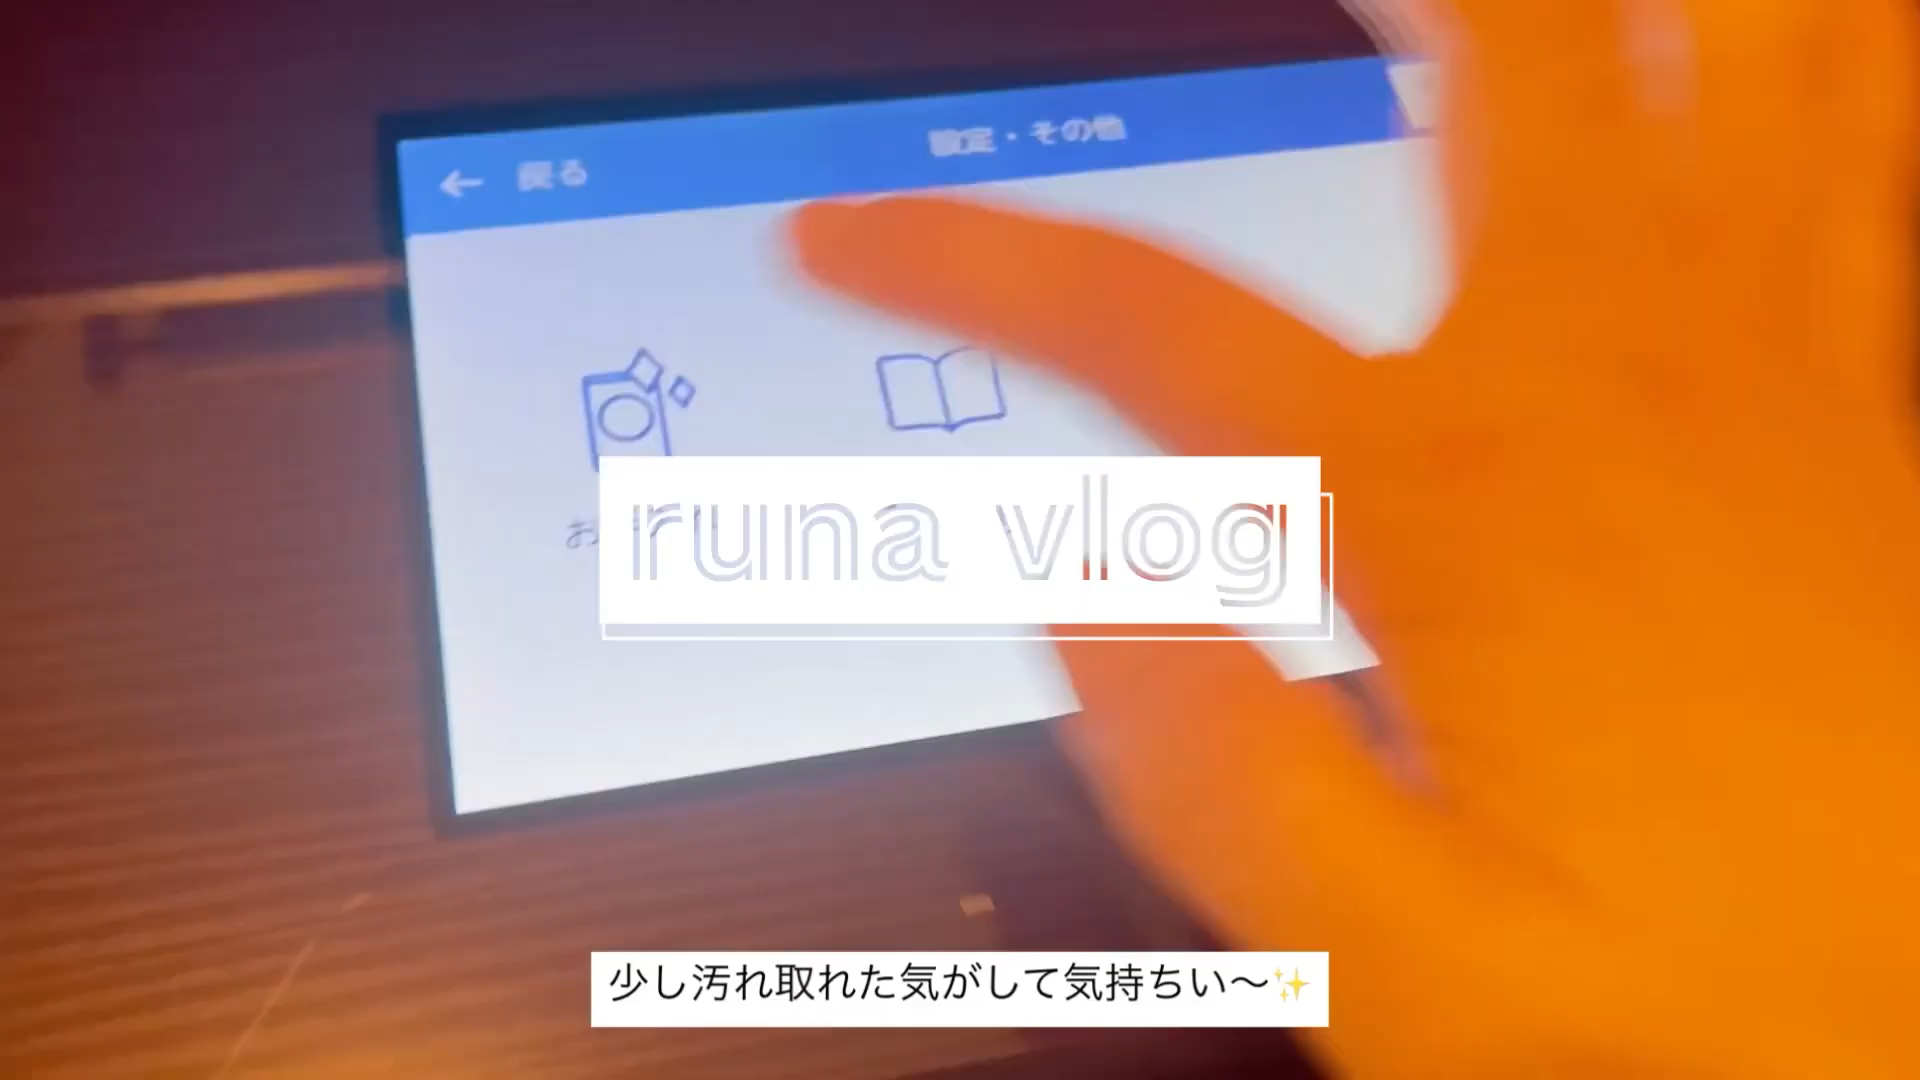 ← 戻る
設定・その他
runa vlog
少し汚れ取れた気がして気持ちい〜✨